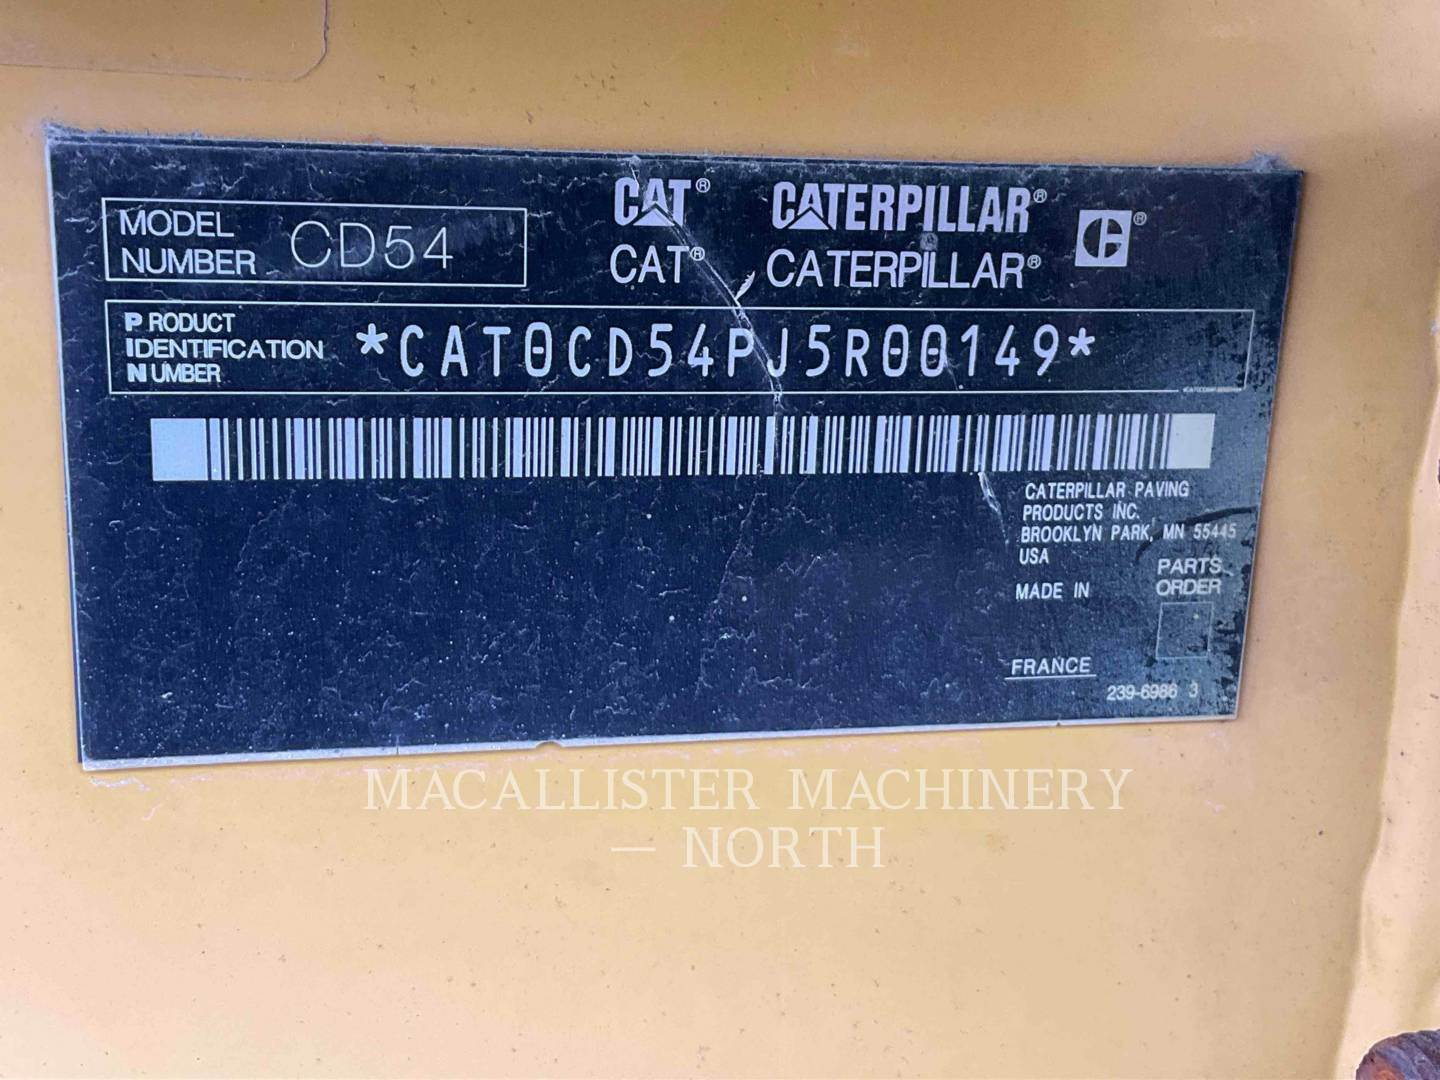 MODEL NUMBER CD54
CAT® CATERPILLAR® ®
CAT® CATERPILLAR®
PRODUCT IDENTIFICATION NUMBER *CAT0CD54PJ5R00149*
CATERPILLAR PAVING
PRODUCTS INC.
BROOKLYN PARK, MN 55445
USA
MADE IN
FRANCE
PARTS
ORDER
239-6986 3
MACALLISTER MACHINERY
— NORTH